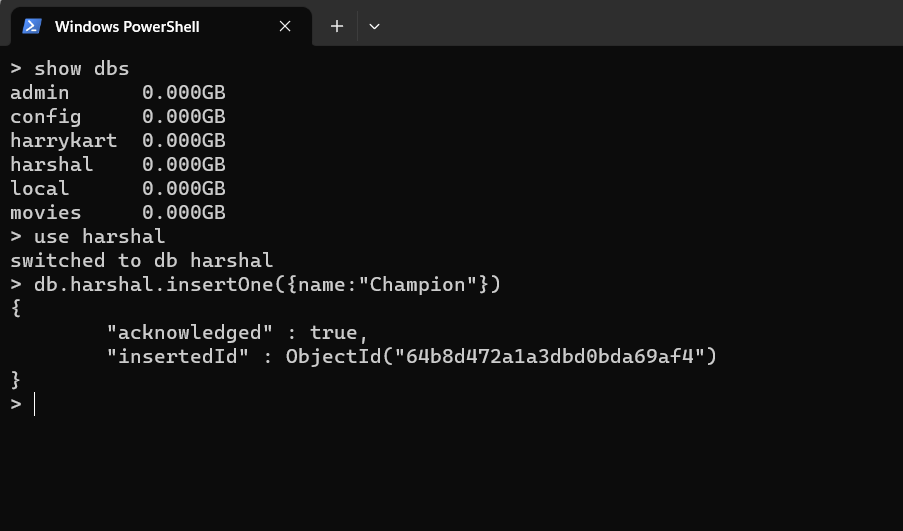 Windows PowerShell
> show dbs
admin      0.000GB
config     0.000GB
harrykart  0.000GB
harshal    0.000GB
local      0.000GB
movies     0.000GB
> use harshal
switched to db harshal
> db.harshal.insertOne({name:"Champion"})
{
        "acknowledged" : true,
        "insertedId" : ObjectId("64b8d472a1a3dbd0bda69af4")
}
>